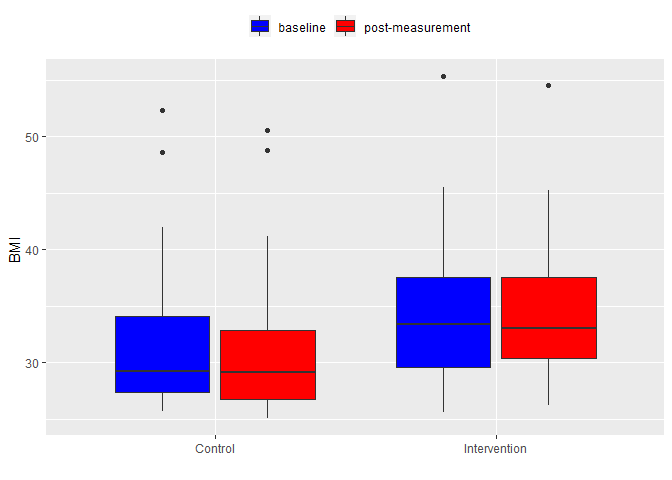 baseline post-measurement
BMI
50
40
30
Control Intervention